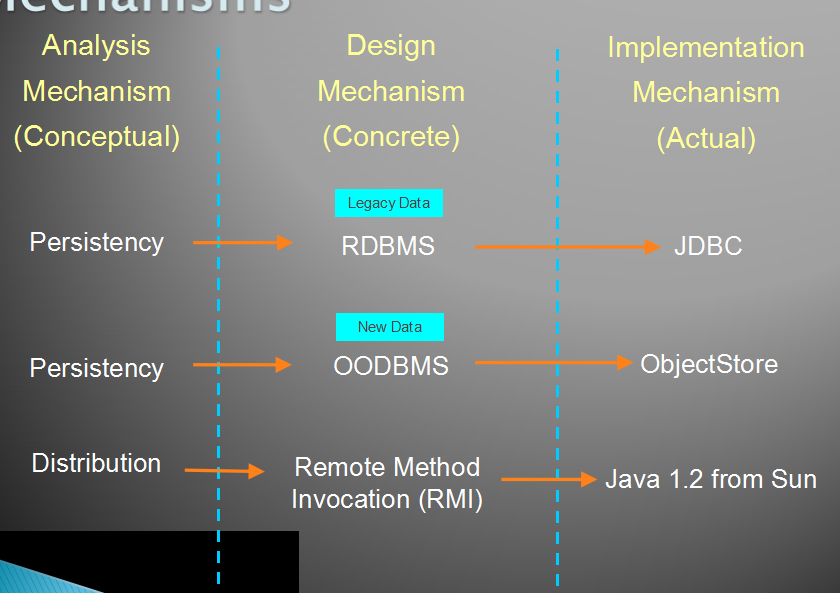 Mechanisms
Analysis
Mechanism
(Conceptual)
Design
Mechanism
(Concrete)
Implementation
Mechanism
(Actual)
Persistency
Legacy Data
RDBMS
JDBC
Persistency
New Data
OODBMS
ObjectStore
Distribution
Remote Method
Invocation (RMI)
Java 1.2 from Sun